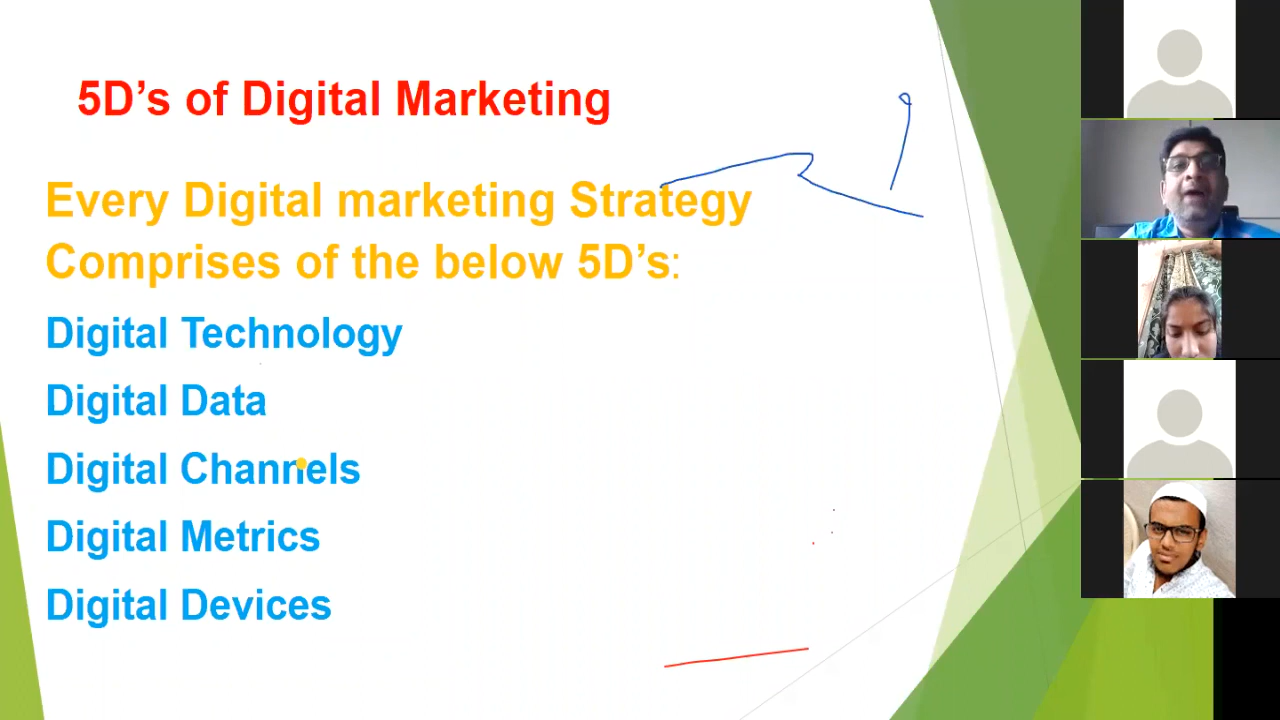 5D’s of Digital Marketing
Every Digital marketing Strategy
Comprises of the below 5D’s:
Digital Technology
Digital Data
Digital Channels
Digital Metrics
Digital Devices